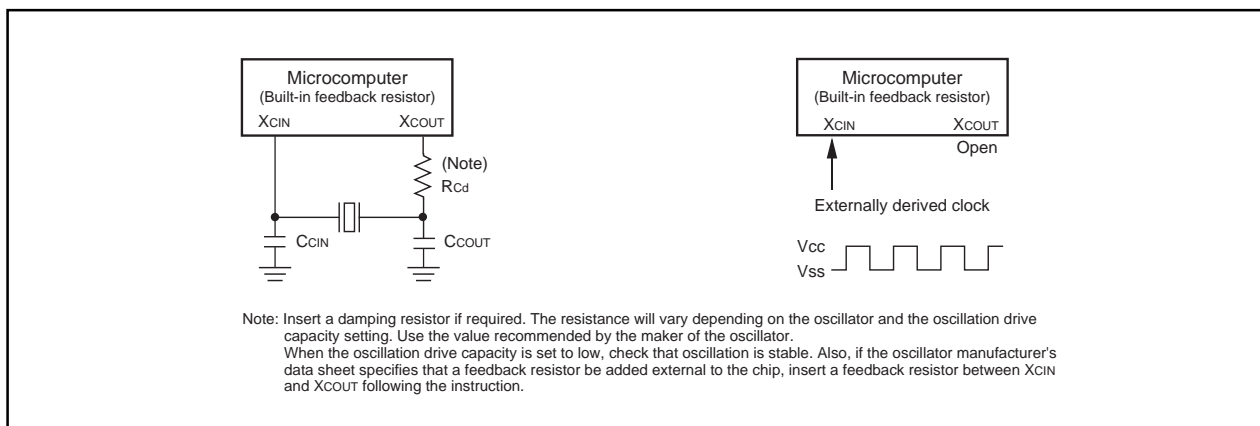 Microcomputer
(Built-in feedback resistor)
XCIN XCOUT
(Note)
RCd
CCIN CCOUT
Microcomputer
(Built-in feedback resistor)
XCIN XCOUT
Open
Externally derived clock
Vcc
Vss
Note: Insert a damping resistor if required. The resistance will vary depending on the oscillator and the oscillation drive
capacity setting. Use the value recommended by the maker of the oscillator.
When the oscillation drive capacity is set to low, check that oscillation is stable. Also, if the oscillator manufacturer's
data sheet specifies that a feedback resistor be added external to the chip, insert a feedback resistor between XCIN
and XCOUT following the instruction.